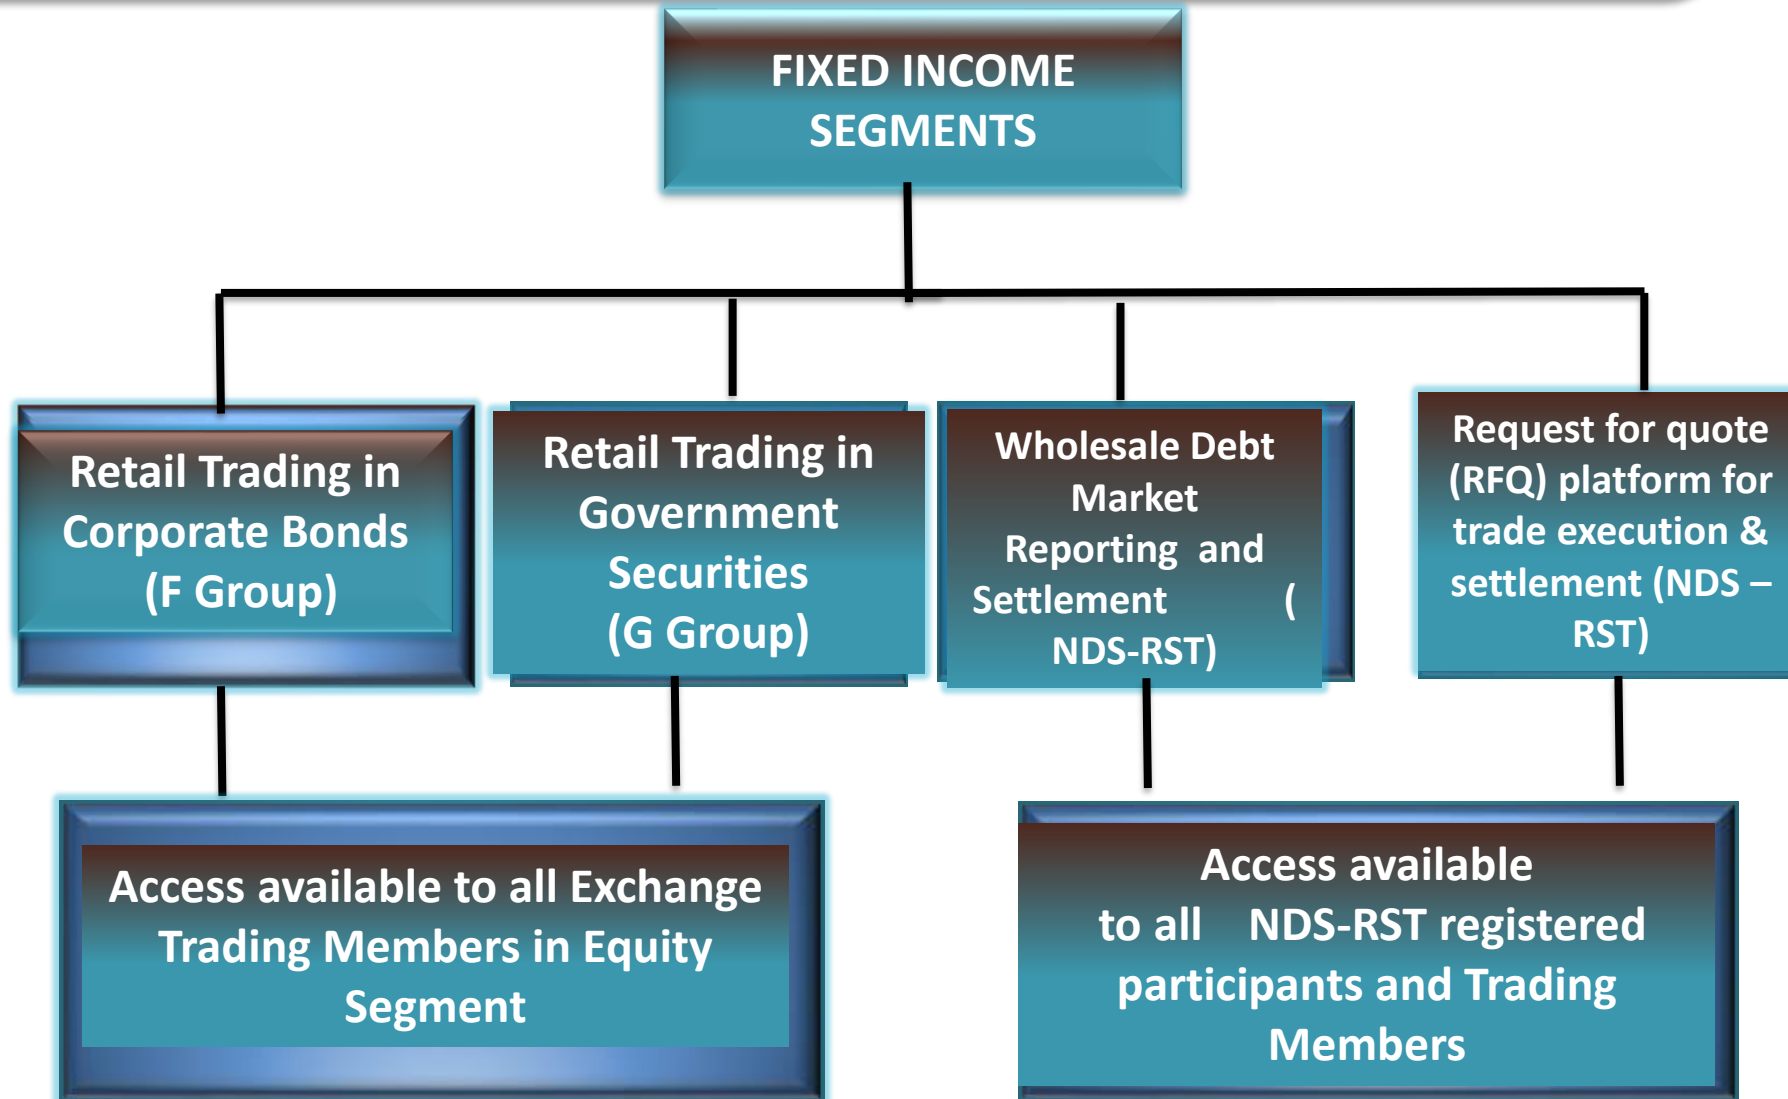 FIXED INCOME
SEGMENTS
Retail Trading in
Corporate Bonds
(F Group)
Retail Trading in
Government
Securities
(G Group)
Wholesale Debt
Market
Reporting and
Settlement (
NDS-RST)
Request for quote
(RFQ) platform for
trade execution &
settlement (NDS –
RST)
Access available to all Exchange
Trading Members in Equity
Segment
Access available
to all NDS-RST registered
participants and Trading
Members